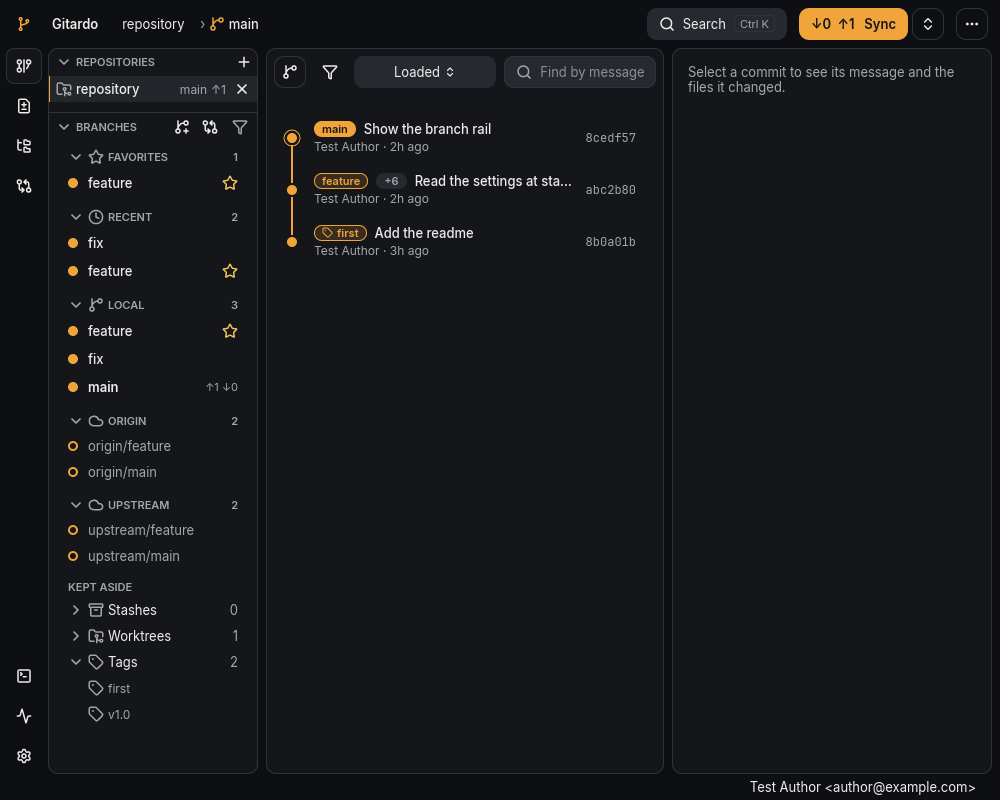 Gitardo repository › main Search Ctrl K ↓0 ↑1 Sync
REPOSITORIES
repository main ↑1
BRANCHES
FAVORITES 1
feature
RECENT 2
fix
feature
LOCAL 3
feature
fix
main ↑1 ↓0
ORIGIN 2
origin/feature
origin/main
UPSTREAM 2
upstream/feature
upstream/main
KEPT ASIDE
Stashes 0
Worktrees 1
Tags 2
first
v1.0
Loaded Find by message
main Show the branch rail 8cedf57
Test Author · 2h ago
feature +6 Read the settings at sta... abc2b80
Test Author · 2h ago
first Add the readme 8b0a01b
Test Author · 3h ago
Select a commit to see its message and the
files it changed.
Test Author <author@example.com>